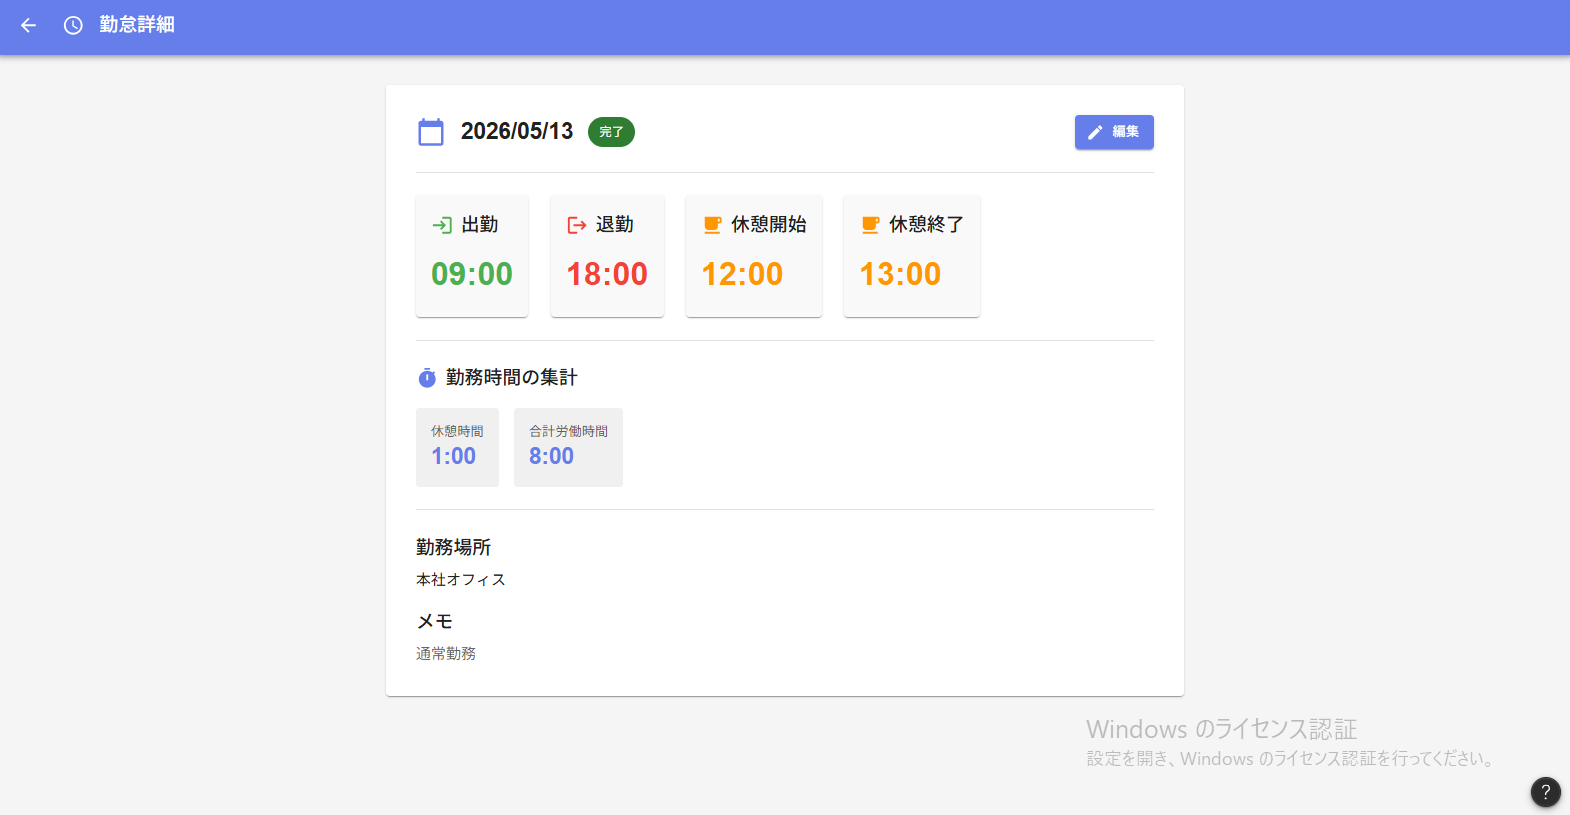 勤怠詳細
2026/05/13 完了
編集
出勤
09:00
退勤
18:00
休憩開始
12:00
休憩終了
13:00
勤務時間の集計
休憩時間
1:00
合計労働時間
8:00
勤務場所
本社オフィス
メモ
通常勤務
Windows のライセンス認証
設定を開き、Windows のライセンス認証を行ってください。
?